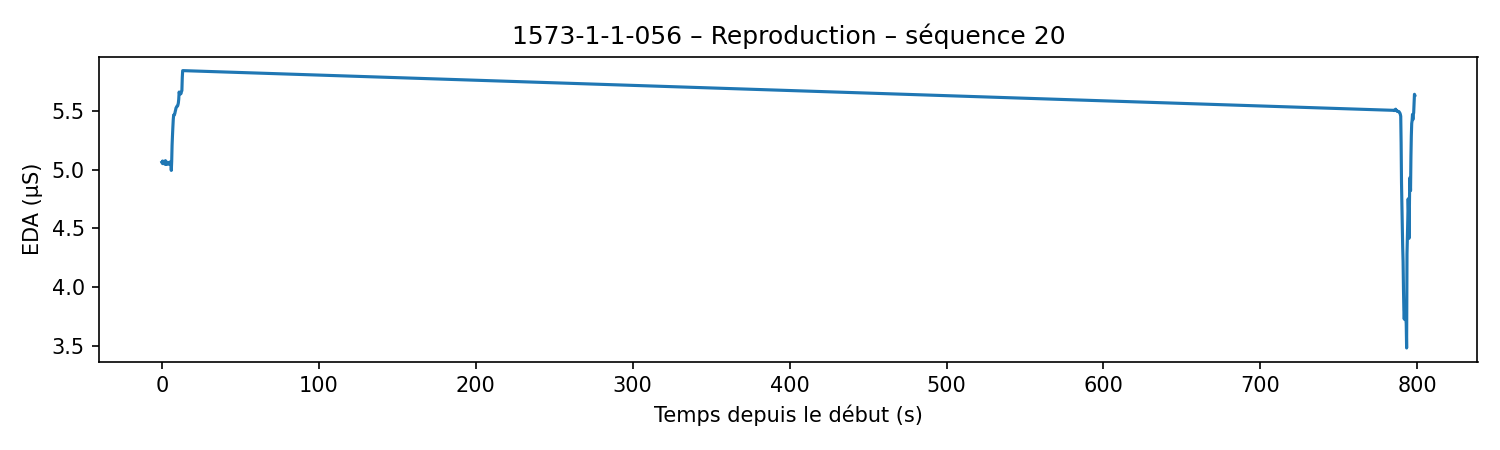 1573-1-1-056 – Reproduction – séquence 20
EDA (µS)
5.5
5.0
4.5
4.0
3.5
0 100 200 300 400 500 600 700 800
Temps depuis le début (s)